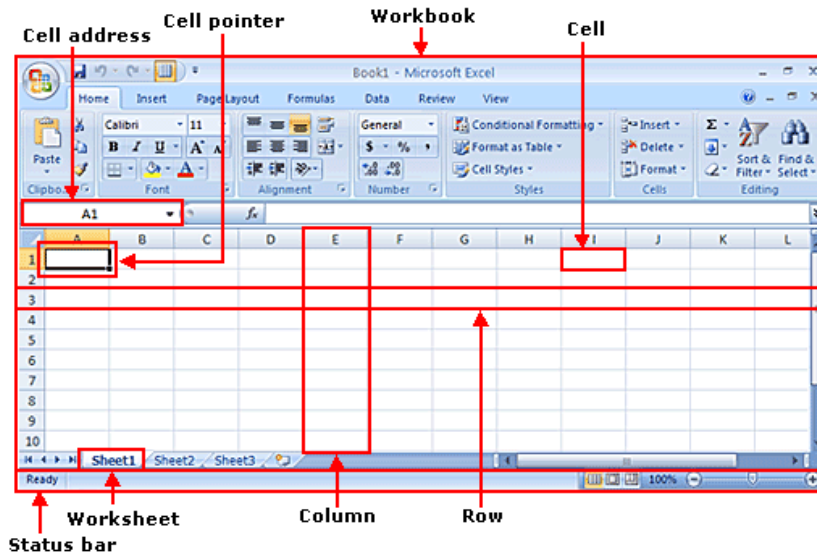 Workbook
Cell pointer
Cell
Cell address
Book1 - Microsoft Excel
Home Insert Page Layout Formulas Data Review View
Calibri 11 General Conditional Formatting Insert Σ
Paste B I U A A $ % , Format as Table Delete Sort & Find &
A Cell Styles Format Filter Select
Clipbo... Font Alignment Number Styles Cells Editing
A1 fx
A B C D E F G H I J K L
1
2
3
4
5
6
7
8
9
10
Sheet1 Sheet2 Sheet3
Ready 100%
Worksheet Column Row
Status bar